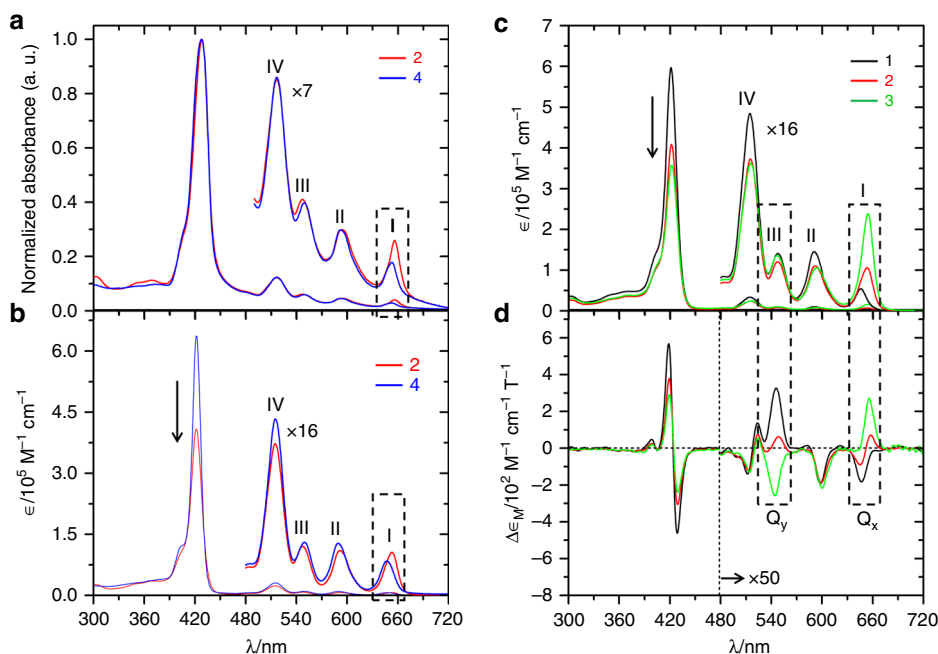 a
Normalized absorbance (a. u.)
1.0
0.8
0.6
0.4
0.2
0.0
IV
×7
III
II
I
2
4
b
ϵ/10⁵ M⁻¹ cm⁻¹
6.0
4.5
3.0
1.5
0.0
IV
×16
III
II
I
2
4
300 360 420 480 540 600 660 720
λ/nm
c
ϵ/10⁵ M⁻¹ cm⁻¹
7
6
5
4
3
2
1
0
IV
×16
III
II
I
1
2
3
d
Δϵ_M/10² M⁻¹ cm⁻¹ T⁻¹
6
4
2
0
−2
−4
−6
−8
Qy
Qx
×50
300 360 420 480 540 600 660 720
λ/nm